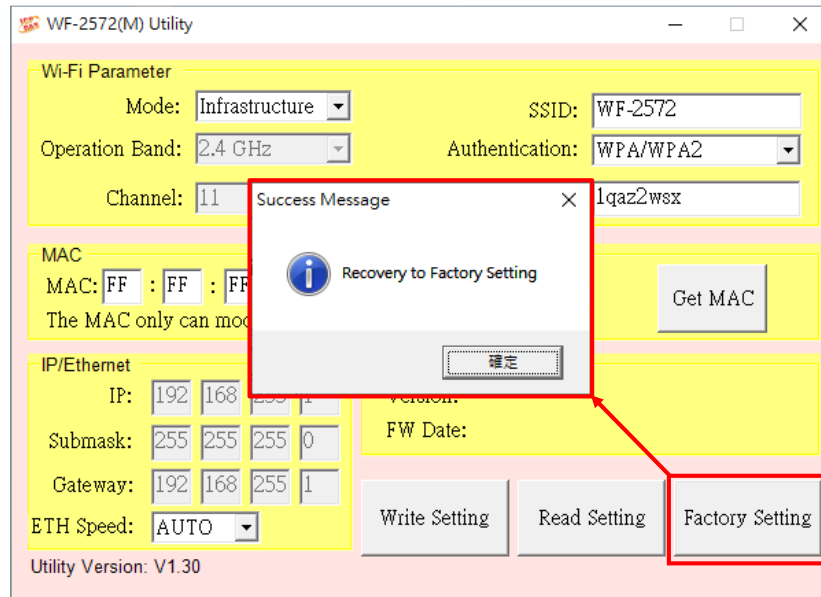 WF-2572(M) Utility
Wi-Fi Parameter
Mode: Infrastructure
SSID: WF-2572
Operation Band: 2.4 GHz
Authentication: WPA/WPA2
Channel: 11
1qaz2wsx
Success Message
Recovery to Factory Setting
確定
MAC
MAC: FF : FF : FF
The MAC only can
Get MAC
IP/Ethernet
IP: 192 168 255 1
Submask: 255 255 255 0
Gateway: 192 168 255 1
ETH Speed: AUTO
Version:
FW Date:
Write Setting
Read Setting
Factory Setting
Utility Version: V1.30